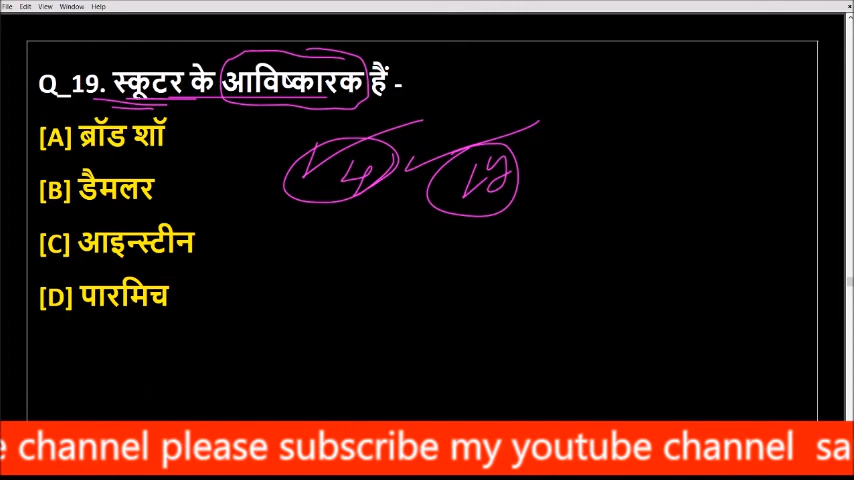 File Edit View Window Help
Q_19. स्कूटर के आविष्कारक हैं -
[A] ब्रॉड शॉ
[B] डैमलर
[C] आइन्स्टीन
[D] पारमिच
e channel please subscribe my youtube channel sa